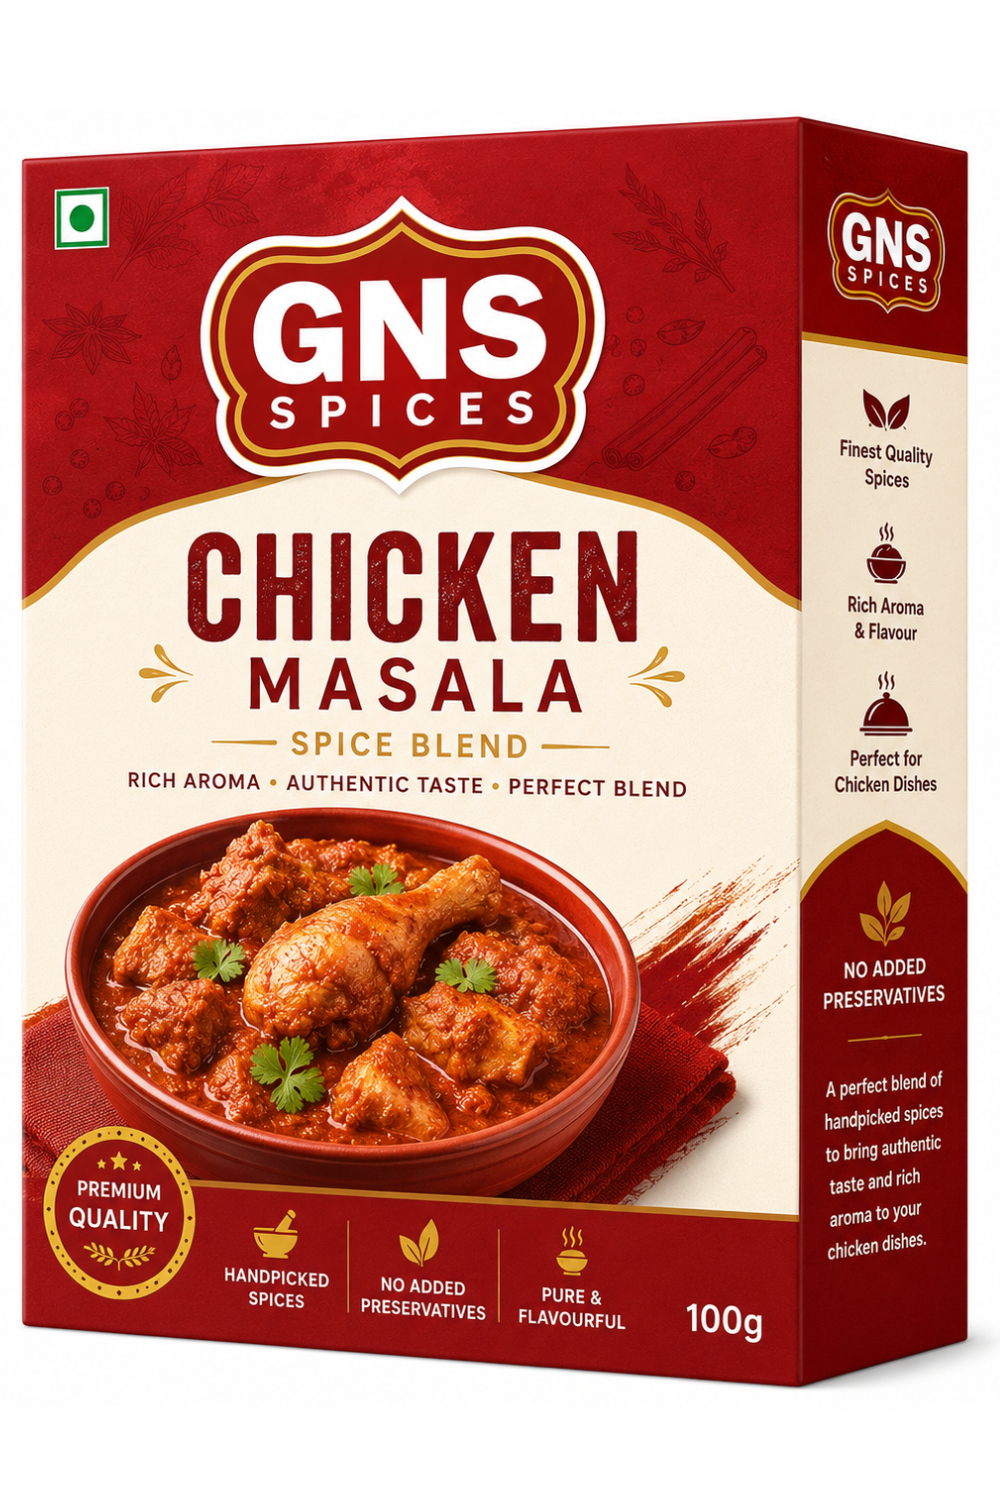 GNS
SPICES
CHICKEN
MASALA
SPICE BLEND
RICH AROMA • AUTHENTIC TASTE • PERFECT BLEND
PREMIUM
QUALITY
HANDPICKED
SPICES
NO ADDED
PRESERVATIVES
PURE &
FLAVOURFUL
100g
GNS
SPICES
Finest Quality
Spices
Rich Aroma
& Flavour
Perfect for
Chicken Dishes
NO ADDED
PRESERVATIVES
A perfect blend of
handpicked spices
to bring authentic
taste and rich
aroma to your
chicken dishes.